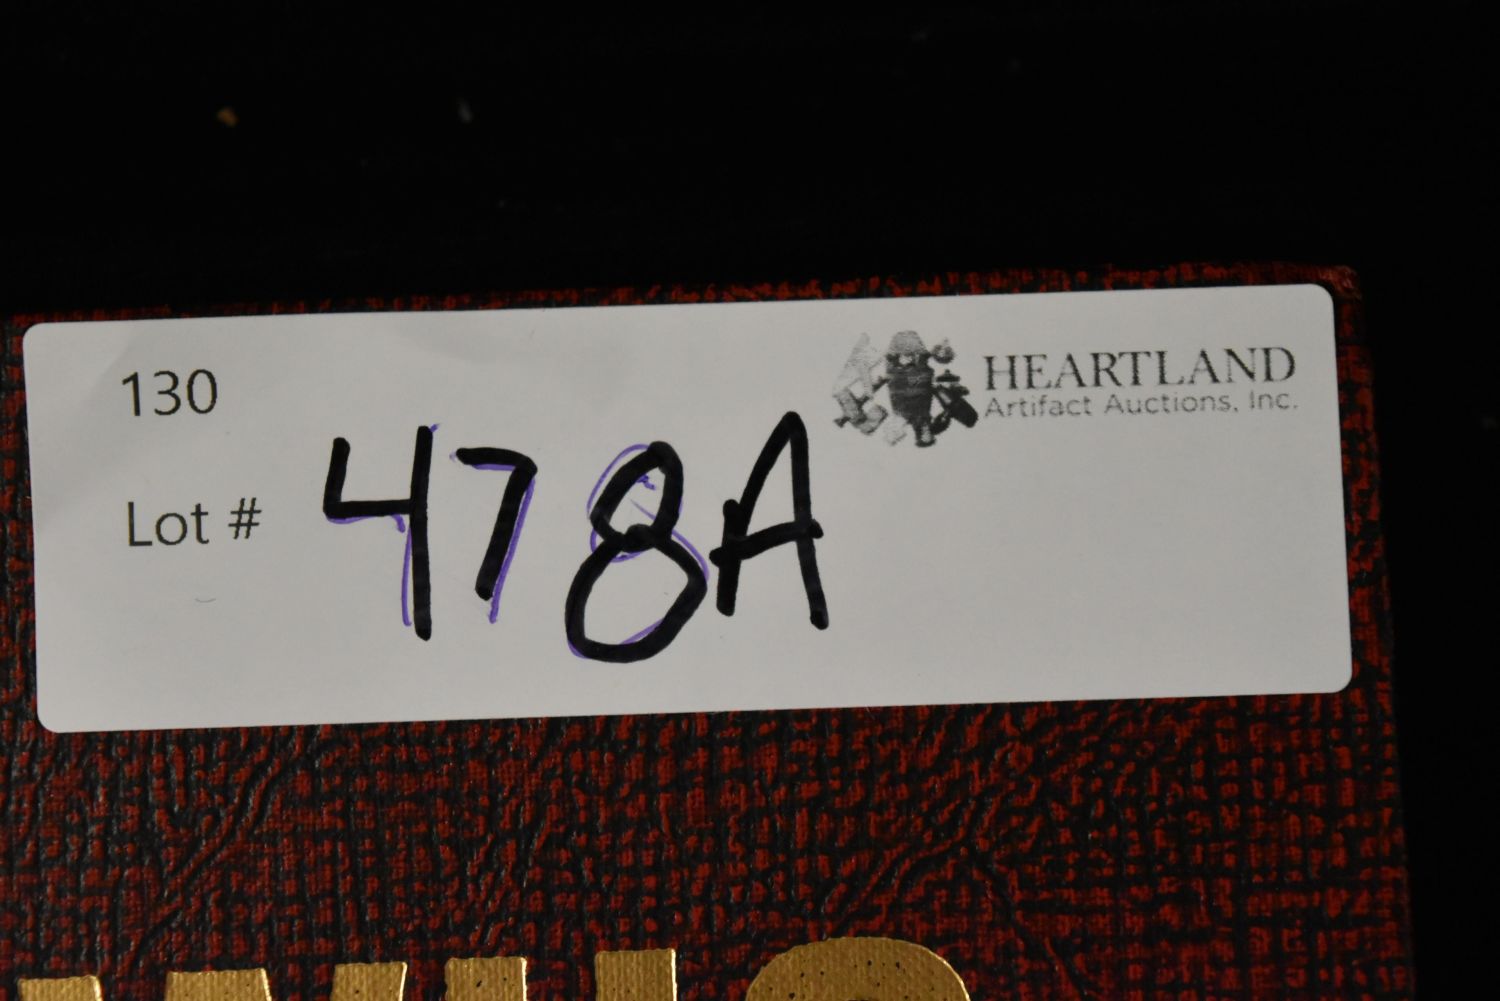 130
HEARTLAND
Artifact Auctions, Inc.
Lot # 478A